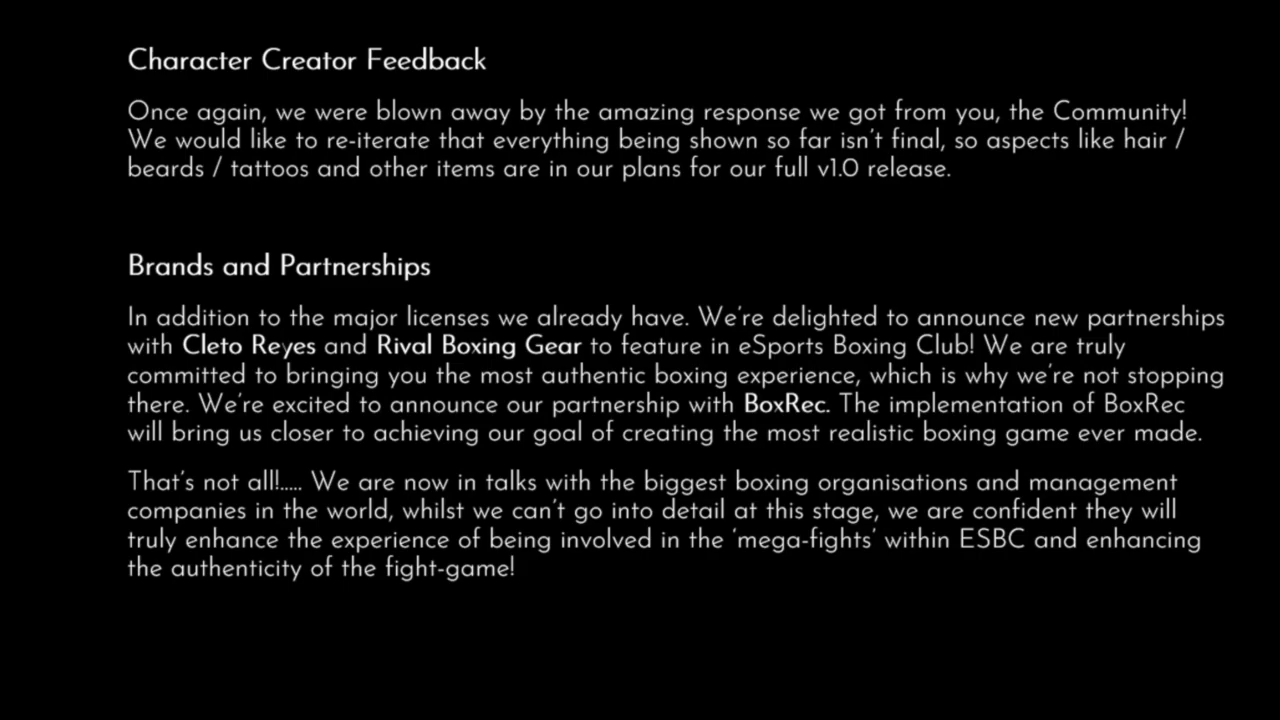 Character Creator Feedback
Once again, we were blown away by the amazing response we got from you, the Community!
We would like to re-iterate that everything being shown so far isn't final, so aspects like hair /
beards / tattoos and other items are in our plans for our full v1.0 release.
Brands and Partnerships
In addition to the major licenses we already have. We're delighted to announce new partnerships
with Cleto Reyes and Rival Boxing Gear to feature in eSports Boxing Club! We are truly
committed to bringing you the most authentic boxing experience, which is why we're not stopping
there. We're excited to announce our partnership with BoxRec. The implementation of BoxRec
will bring us closer to achieving our goal of creating the most realistic boxing game ever made.
That's not all!..... We are now in talks with the biggest boxing organisations and management
companies in the world, whilst we can't go into detail at this stage, we are confident they will
truly enhance the experience of being involved in the 'mega-fights' within ESBC and enhancing
the authenticity of the fight-game!